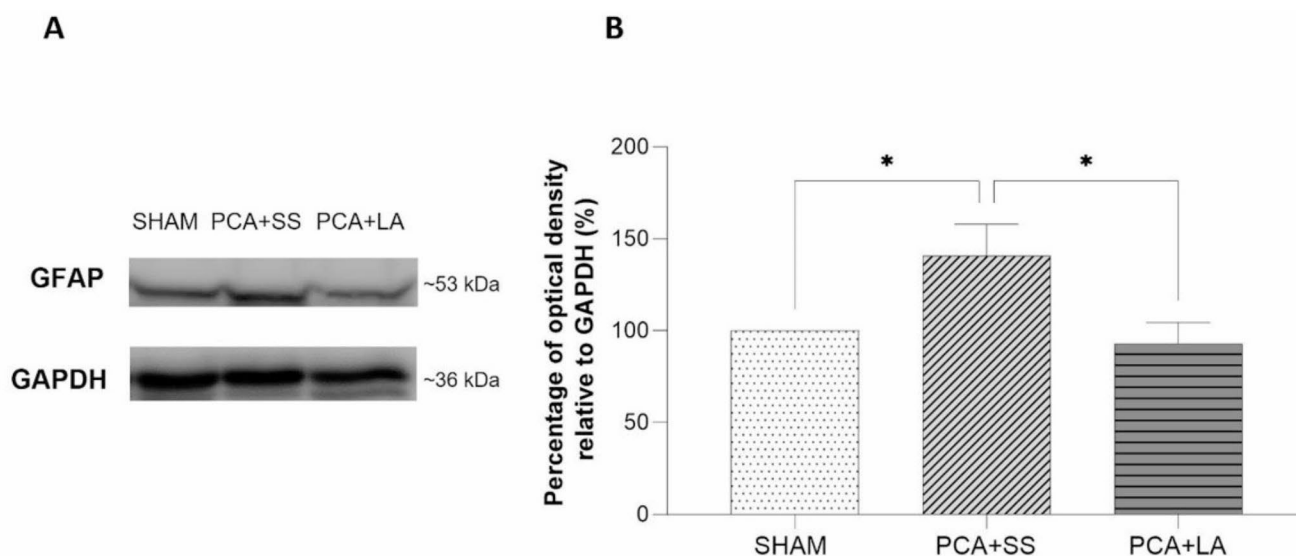 A
SHAM PCA+SS PCA+LA
GFAP
~53 kDa
GAPDH
~36 kDa
B
Percentage of optical density
relative to GAPDH (%)
200
150
100
50
0
* *
SHAM PCA+SS PCA+LA